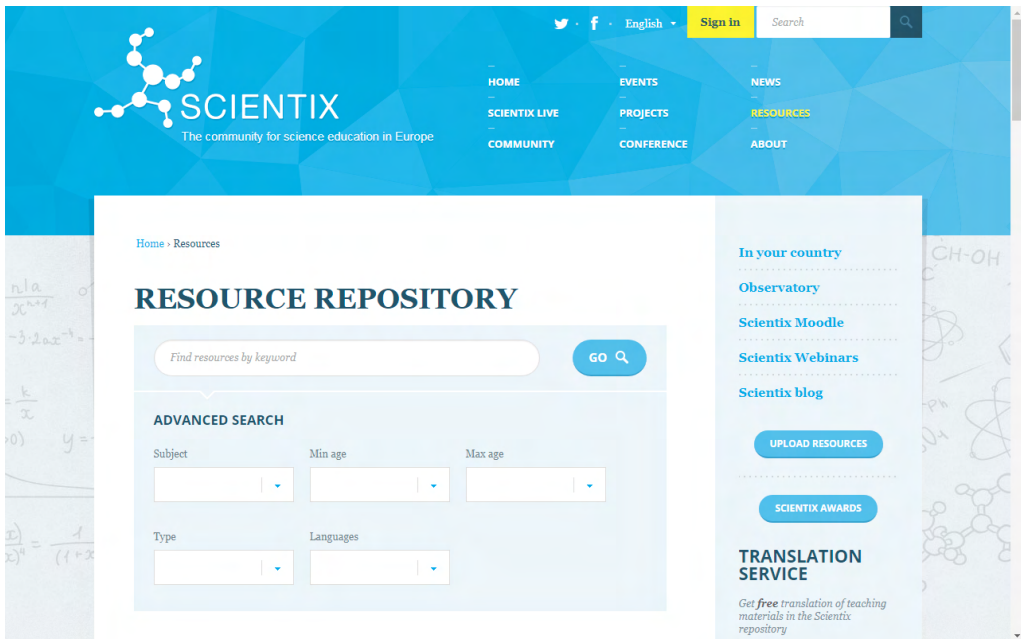 English
Sign in
Search
SCIENTIX
The community for science education in Europe
HOME
EVENTS
NEWS
SCIENTIX LIVE
PROJECTS
RESOURCES
COMMUNITY
CONFERENCE
ABOUT
Home › Resources
RESOURCE REPOSITORY
Find resources by keyword
GO
ADVANCED SEARCH
Subject
Min age
Max age
Type
Languages
In your country
Observatory
Scientix Moodle
Scientix Webinars
Scientix blog
UPLOAD RESOURCES
SCIENTIX AWARDS
TRANSLATION
SERVICE
Get free translation of teaching
materials in the Scientix
repository
CH-OH